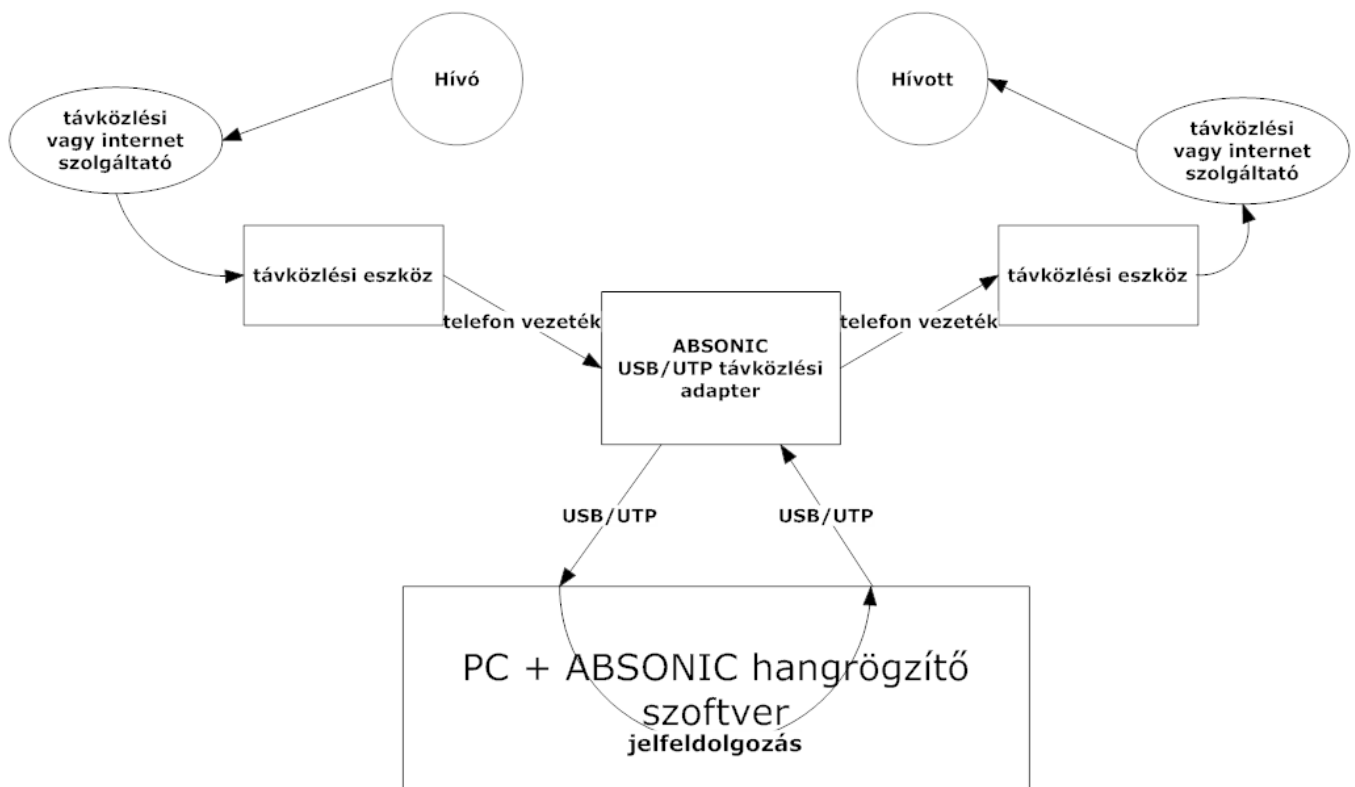 Hívó
Hívott
távközlési
vagy internet
szolgáltató
távközlési
vagy internet
szolgáltató
távközlési eszköz
távközlési eszköz
telefon vezeték
telefon vezeték
ABSONIC
USB/UTP távközlési
adapter
USB/UTP
USB/UTP
PC + ABSONIC hangrögzítő
szoftver
jelfeldolgozás